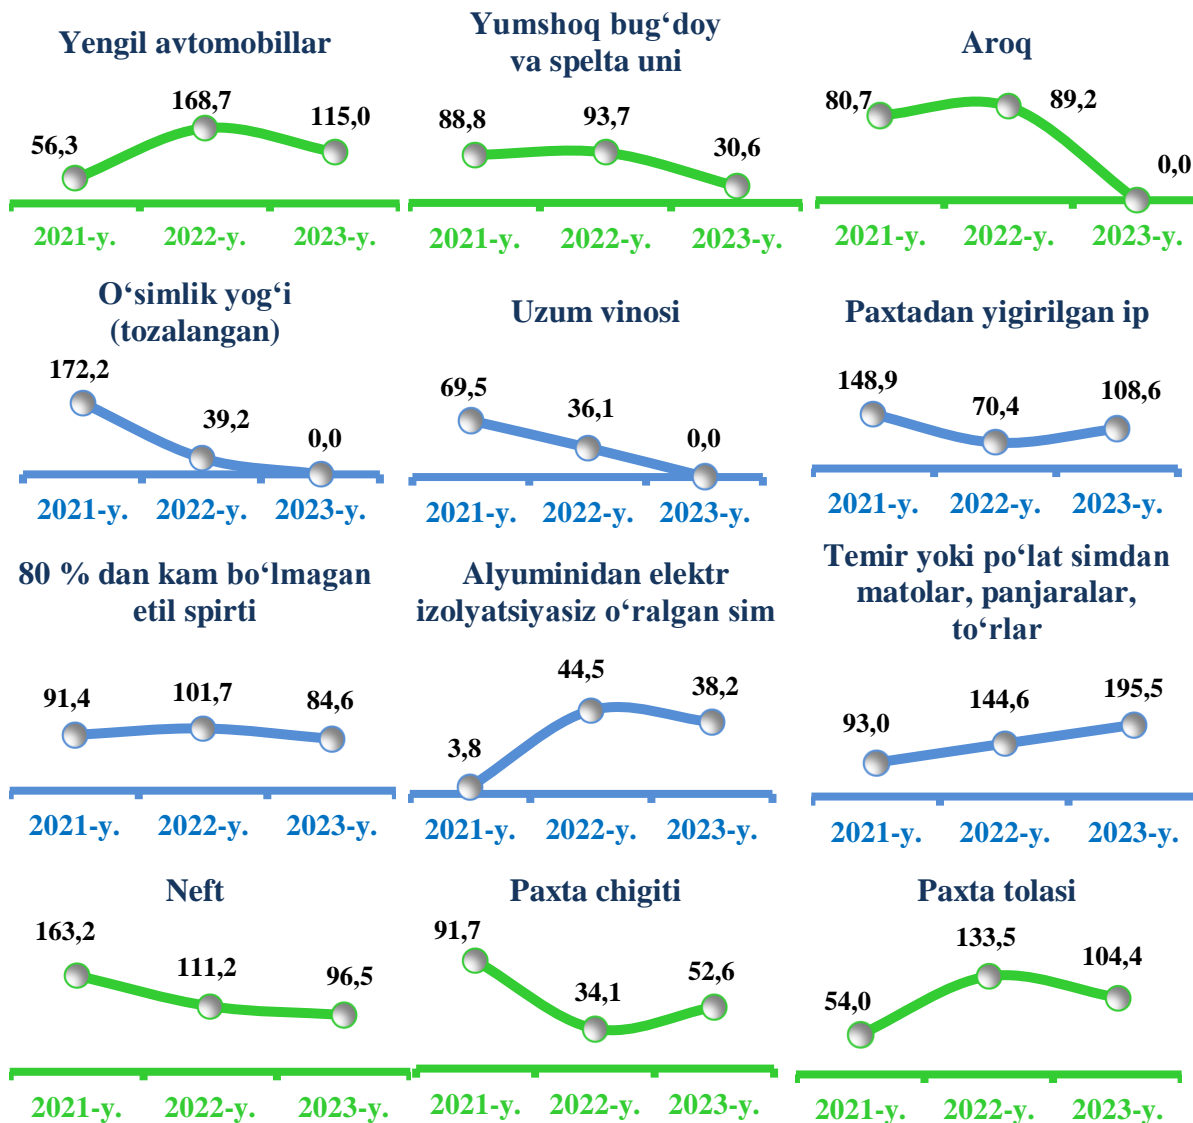 Yengil avtomobillar
168,7
115,0
56,3
2021-y. 2022-y. 2023-y.
Yumshoq bug‘doy
va spelta uni
88,8
93,7
30,6
2021-y. 2022-y. 2023-y.
Aroq
80,7
89,2
0,0
2021-y. 2022-y. 2023-y.
O‘simlik yog‘i
(tozalangan)
172,2
39,2
0,0
2021-y. 2022-y. 2023-y.
Uzum vinosi
69,5
36,1
0,0
2021-y. 2022-y. 2023-y.
Paxtadan yigirilgan ip
148,9
70,4
108,6
2021-y. 2022-y. 2023-y.
80 % dan kam bo‘lmagan
etil spirti
91,4
101,7
84,6
2021-y. 2022-y. 2023-y.
Alyuminidan elektr
izolyatsiyasiz o‘ralgan sim
3,8
44,5
38,2
2021-y. 2022-y. 2023-y.
Temir yoki po‘lat simdan
matolar, panjaralar,
to‘rlar
93,0
144,6
195,5
2021-y. 2022-y. 2023-y.
Neft
163,2
111,2
96,5
2021-y. 2022-y. 2023-y.
Paxta chigiti
91,7
34,1
52,6
2021-y. 2022-y. 2023-y.
Paxta tolasi
54,0
133,5
104,4
2021-y. 2022-y. 2023-y.